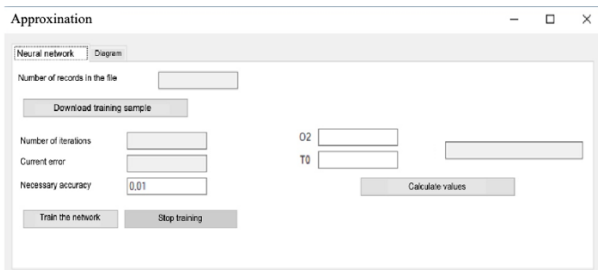 Approxination
Neural network Diagram
Number of records in the file
Download training sample
Number of iterations
O2
Current error
T0
Necessary accuracy 0,01
Calculate values
Train the network Stop training